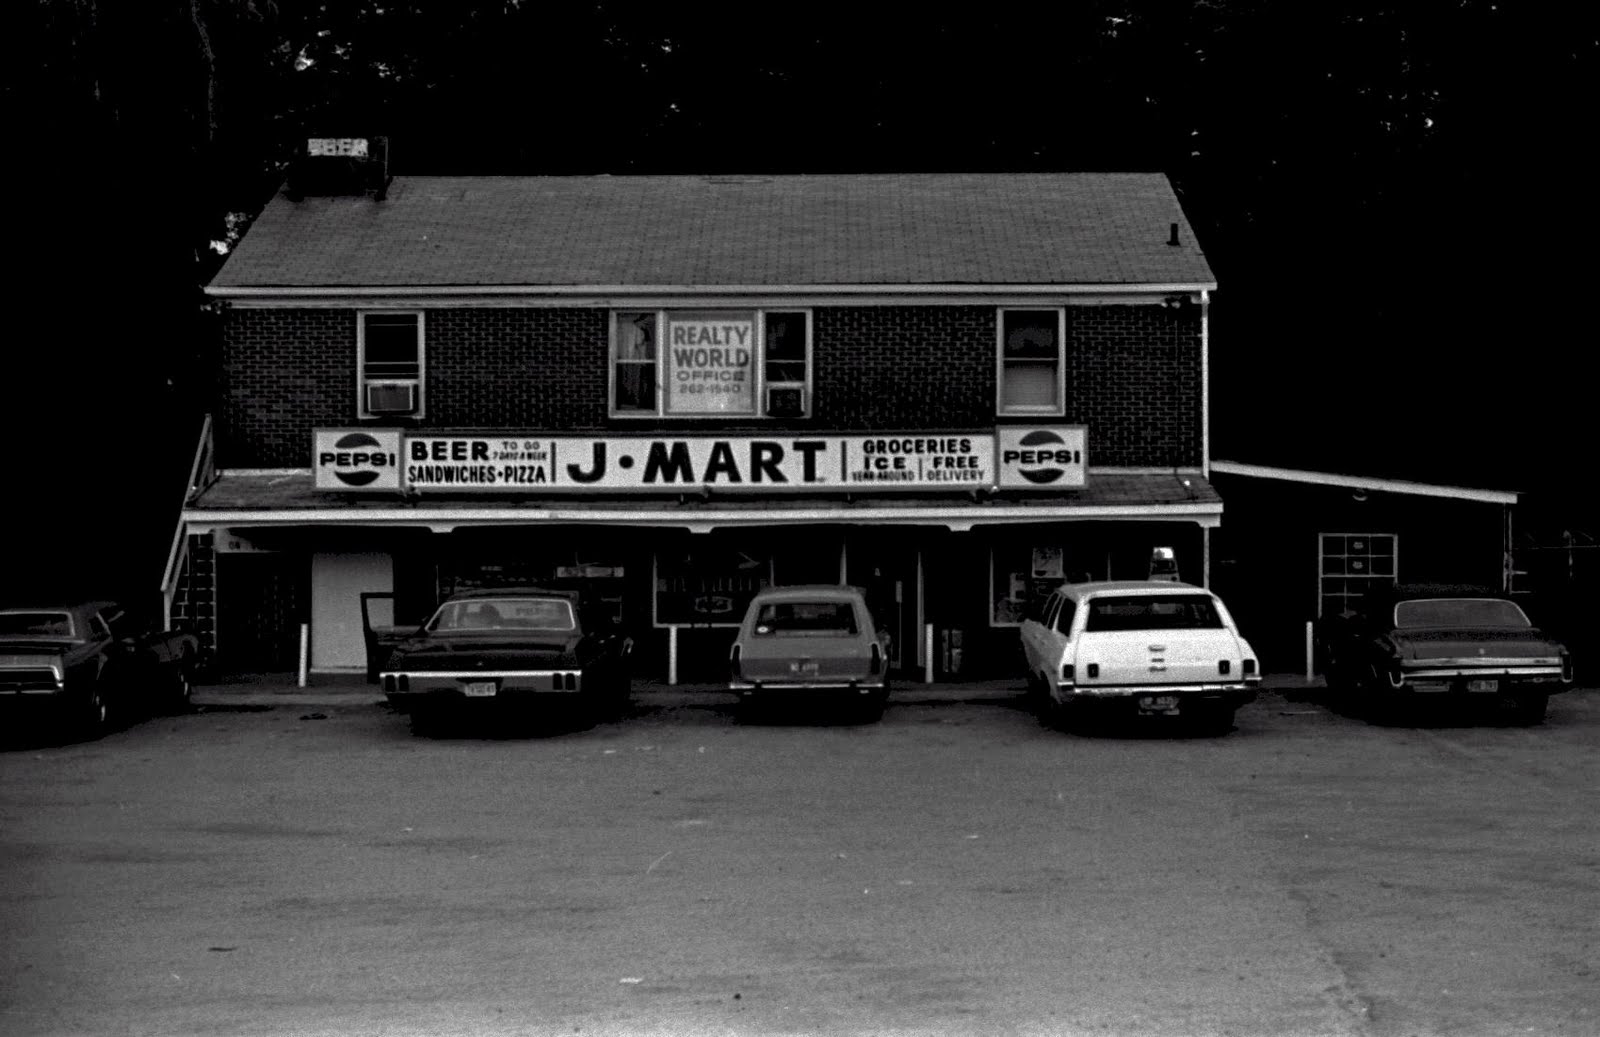 BEER
REALTY
WORLD
OFFICE
262-1540
PEPSI
BEER TO GO
7 DAYS A WEEK
SANDWICHES • PIZZA
J • MART
GROCERIES
ICE
YEAR AROUND
FREE
DELIVERY
PEPSI